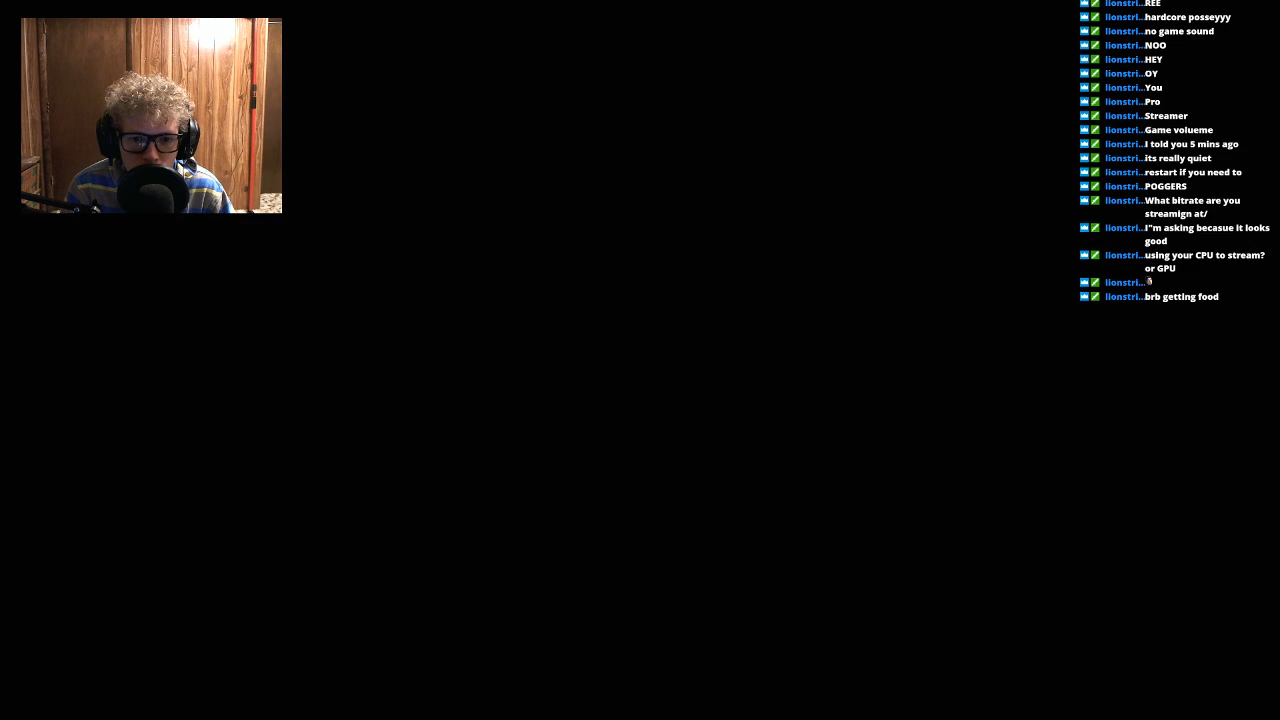 lionstri... REE
lionstri... hardcore posseyyy
lionstri... no game sound
lionstri... NOO
lionstri... HEY
lionstri... OY
lionstri... You
lionstri... Pro
lionstri... Streamer
lionstri... Game volueme
lionstri... I told you 5 mins ago
lionstri... its really quiet
lionstri... restart if you need to
lionstri... POGGERS
lionstri... What bitrate are you
streamign at/
lionstri... I"m asking becasue it looks
good
lionstri... using your CPU to stream?
or GPU
lionstri...
lionstri... brb getting food